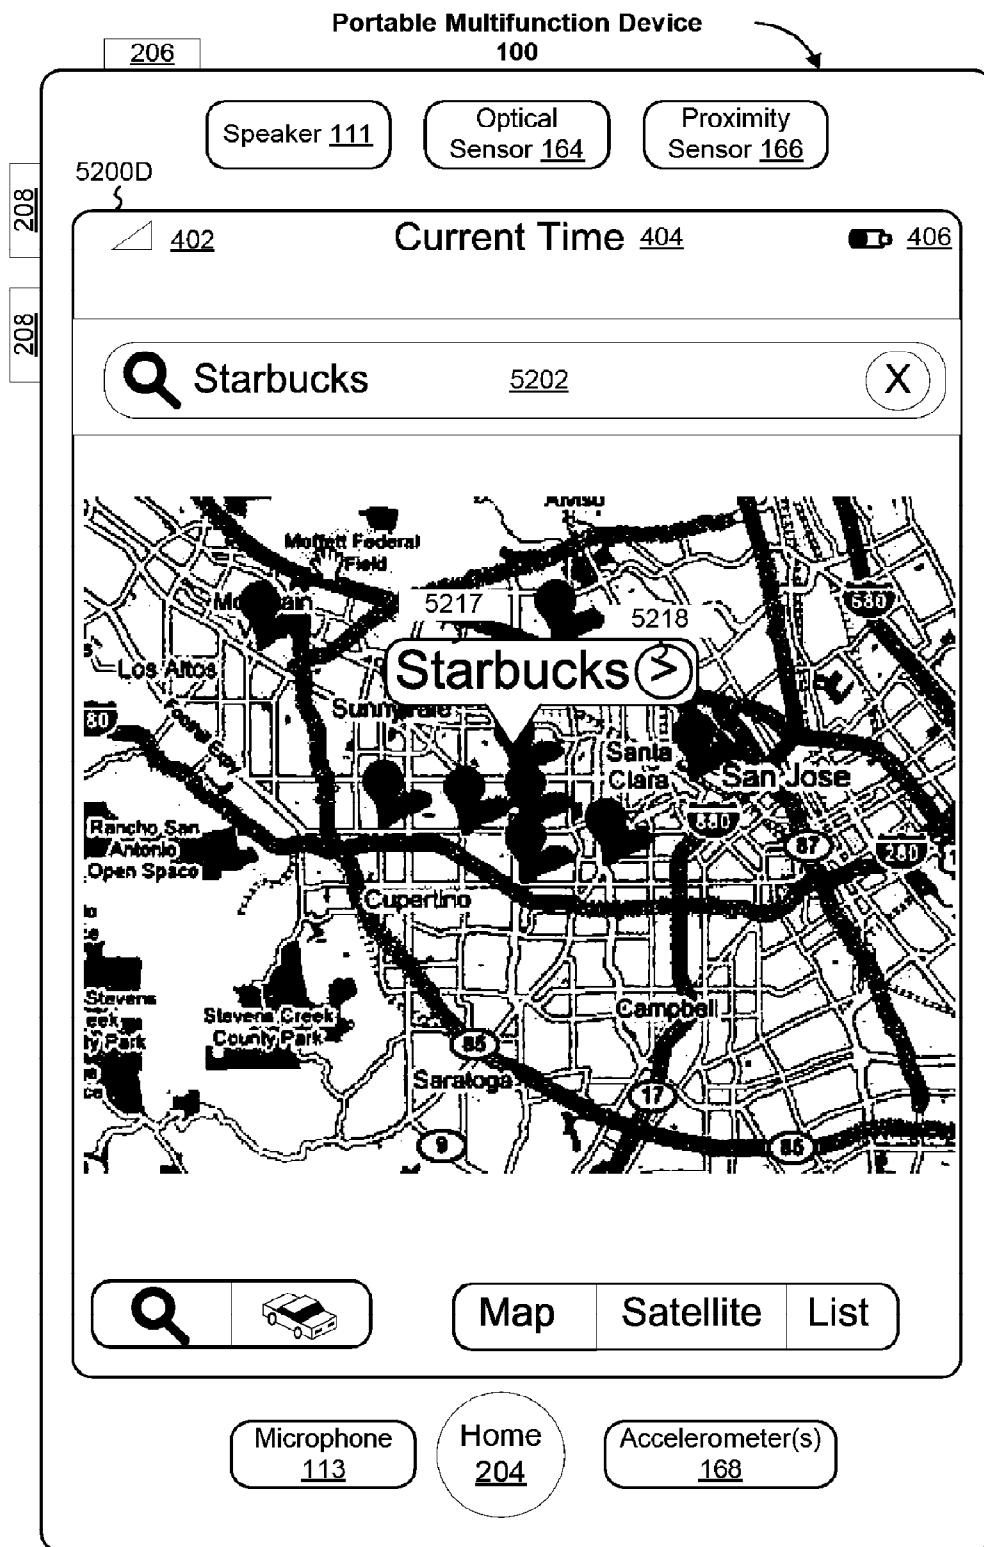 Portable Multifunction Device
100
206
Speaker 111
Optical
Sensor 164
Proximity
Sensor 166
208
208
5200D
402
Current Time 404
406
Starbucks
5202
X
Moffett Federal
Field
5217
5218
680
Los Altos
Starbucks >
Santa
Clara
San Jose
Rancho San
Antonio
Open Space
87
280
Cupertino
Stevens
Stevens Creek
County Park
Campbell
85
Saratoga
17
9
85
Map
Satellite
List
Microphone
113
Home
204
Accelerometer(s)
168